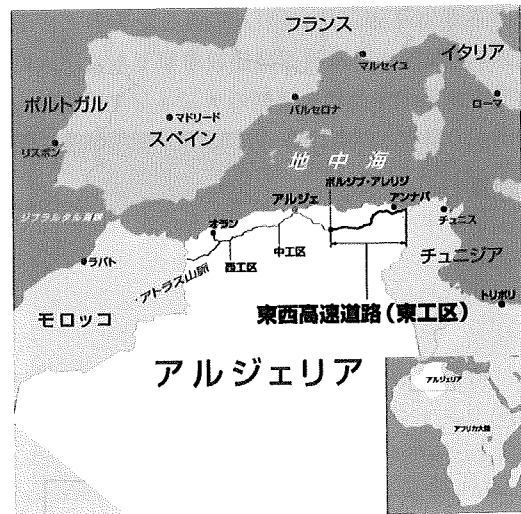 フランス
イタリア
マルセイユ
ポルトガル
マドリード
バルセロナ
ローマ
スペイン
リスボン
地中海
ボルジブ・アレリジ
アルジェ
アンナバ
ジブラルタル海峡
オラン
チュニス
ラバト
西工区
中工区
チュニジア
・アトラス山脈
トリポリ
モロッコ
東西高速道路(東工区)
アルジェリア
アルジェリア
アフリカ大陸